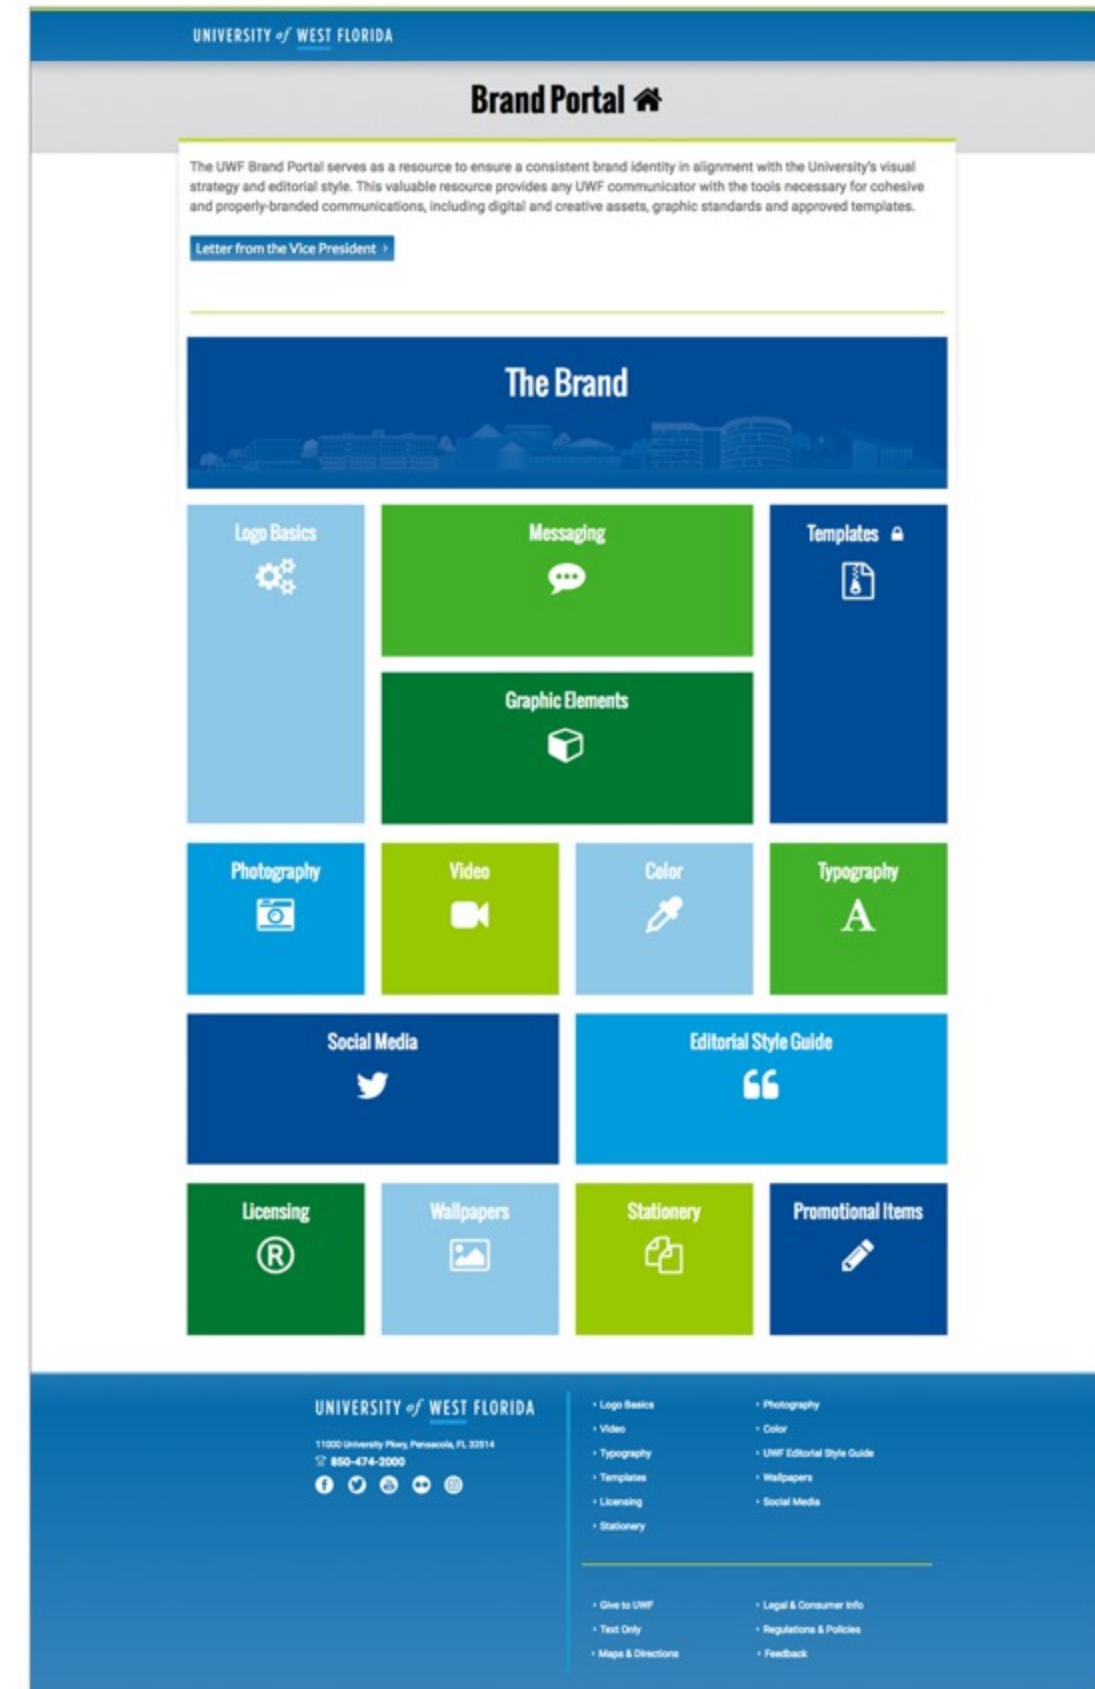 UNIVERSITY of WEST FLORIDA
Brand Portal
The UWF Brand Portal serves as a resource to ensure a consistent brand identity in alignment with the University's visual
strategy and editorial style. This valuable resource provides any UWF communicator with the tools necessary for cohesive
and properly-branded communications, including digital and creative assets, graphic standards and approved templates.
Letter from the Vice President ›
The Brand
Logo Basics
Messaging
Templates
Graphic Elements
Photography
Video
Color
Typography
A
Social Media
Editorial Style Guide
Licensing
®
Wallpapers
Stationery
Promotional Items
UNIVERSITY of WEST FLORIDA
11000 University Pkwy, Pensacola, FL 32514
850-474-2000
› Logo Basics
› Video
› Typography
› Templates
› Licensing
› Stationery
› Photography
› Color
› UWF Editorial Style Guide
› Wallpapers
› Social Media
› Give to UWF
› Text Only
› Maps & Directions
› Legal & Consumer Info
› Regulations & Policies
› Feedback